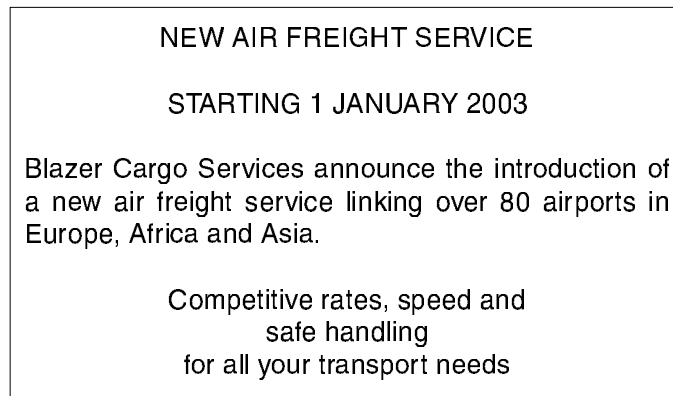 NEW AIR FREIGHT SERVICE
STARTING 1 JANUARY 2003
Blazer Cargo Services announce the introduction of
a new air freight service linking over 80 airports in
Europe, Africa and Asia.
Competitive rates, speed and
safe handling
for all your transport needs